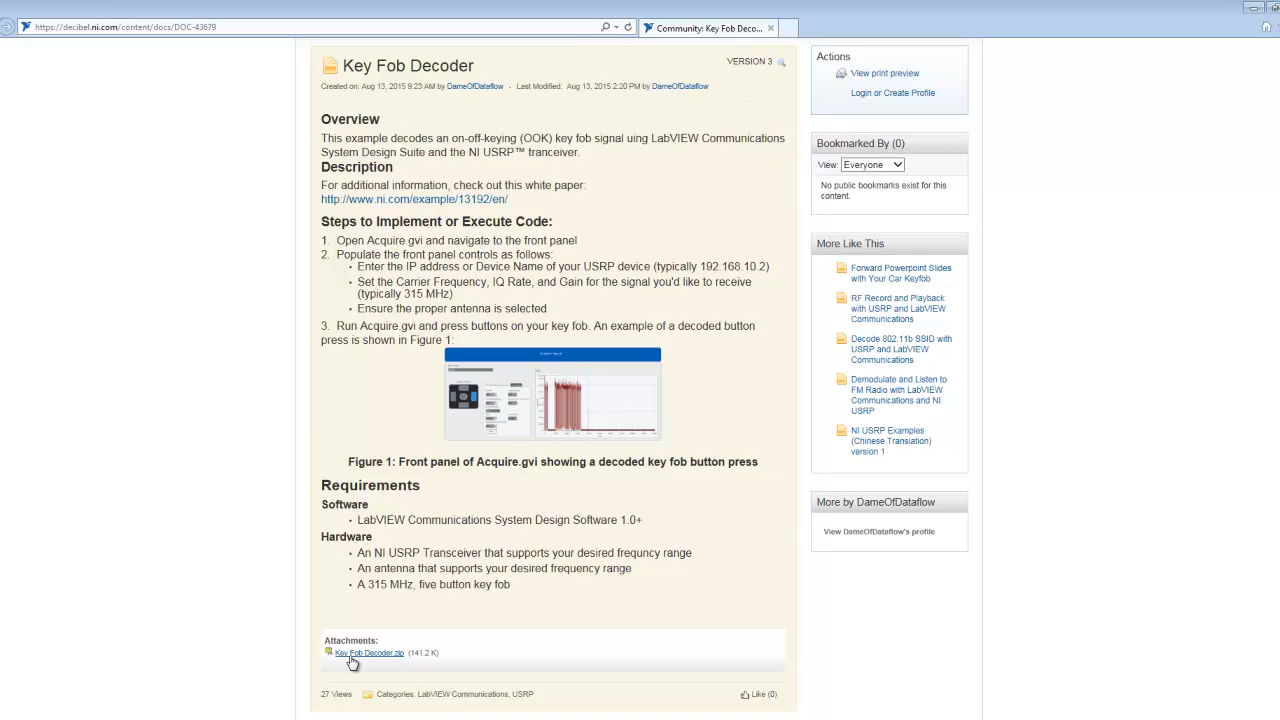 https://decibel.ni.com/content/docs/DOC-43679
Community: Key Fob Deco...
Key Fob Decoder
VERSION 3
Created on: Aug 13, 2015 9:23 AM by DameOfDataflow - Last Modified: Aug 13, 2015 2:20 PM by DameOfDataflow
Overview
This example decodes an on-off-keying (OOK) key fob signal uing LabVIEW Communications
System Design Suite and the NI USRP™ tranceiver.
Description
For additional information, check out this white paper:
http://www.ni.com/example/13192/en/
Steps to Implement or Execute Code:
1. Open Acquire.gvi and navigate to the front panel
2. Populate the front panel controls as follows:
• Enter the IP address or Device Name of your USRP device (typically 192.168.10.2)
• Set the Carrier Frequency, IQ Rate, and Gain for the signal you'd like to receive
(typically 315 MHz)
• Ensure the proper antenna is selected
3. Run Acquire.gvi and press buttons on your key fob. An example of a decoded button
press is shown in Figure 1:
Figure 1: Front panel of Acquire.gvi showing a decoded key fob button press
Requirements
Software
• LabVIEW Communications System Design Software 1.0+
Hardware
• An NI USRP Transceiver that supports your desired frequncy range
• An antenna that supports your desired frequency range
• A 315 MHz, five button key fob
Attachments:
Key Fob Decoder.zip (141.2 K)
27 Views Categories: LabVIEW Communications, USRP Like (0)
Actions
View print preview
Login or Create Profile
Bookmarked By (0)
View: Everyone
No public bookmarks exist for this
content.
More Like This
Forward Powerpoint Slides
with Your Car Keyfob
RF Record and Playback
with USRP and LabVIEW
Communications
Decode 802.11b SSID with
USRP and LabVIEW
Communications
Demodulate and Listen to
FM Radio with LabVIEW
Communications and NI
USRP
NI USRP Examples
(Chinese Translation)
version 1
More by DameOfDataflow
View DameOfDataflow's profile